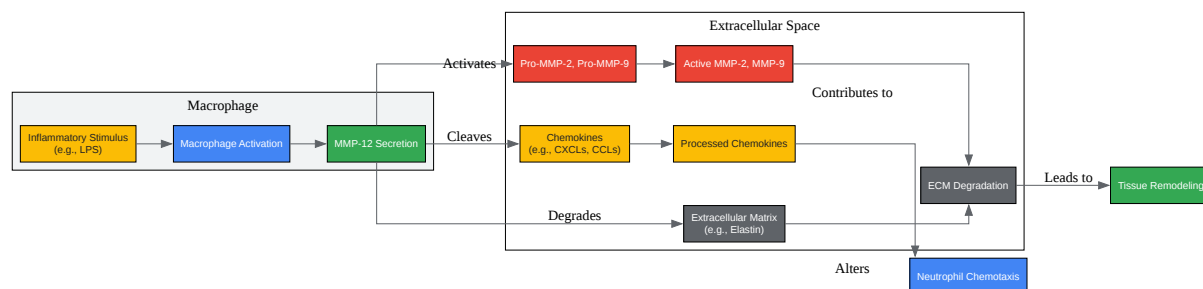 Extracellular Space
Activates
Pro-MMP-2, Pro-MMP-9
Active MMP-2, MMP-9
Contributes to
Macrophage
Inflammatory Stimulus
(e.g., LPS)
Macrophage Activation
MMP-12 Secretion
Cleaves
Chemokines
(e.g., CXCLs, CCLs)
Processed Chemokines
ECM Degradation
Leads to
Tissue Remodeling
Degrades
Extracellular Matrix
(e.g., Elastin)
Alters
Neutrophil Chemotaxis